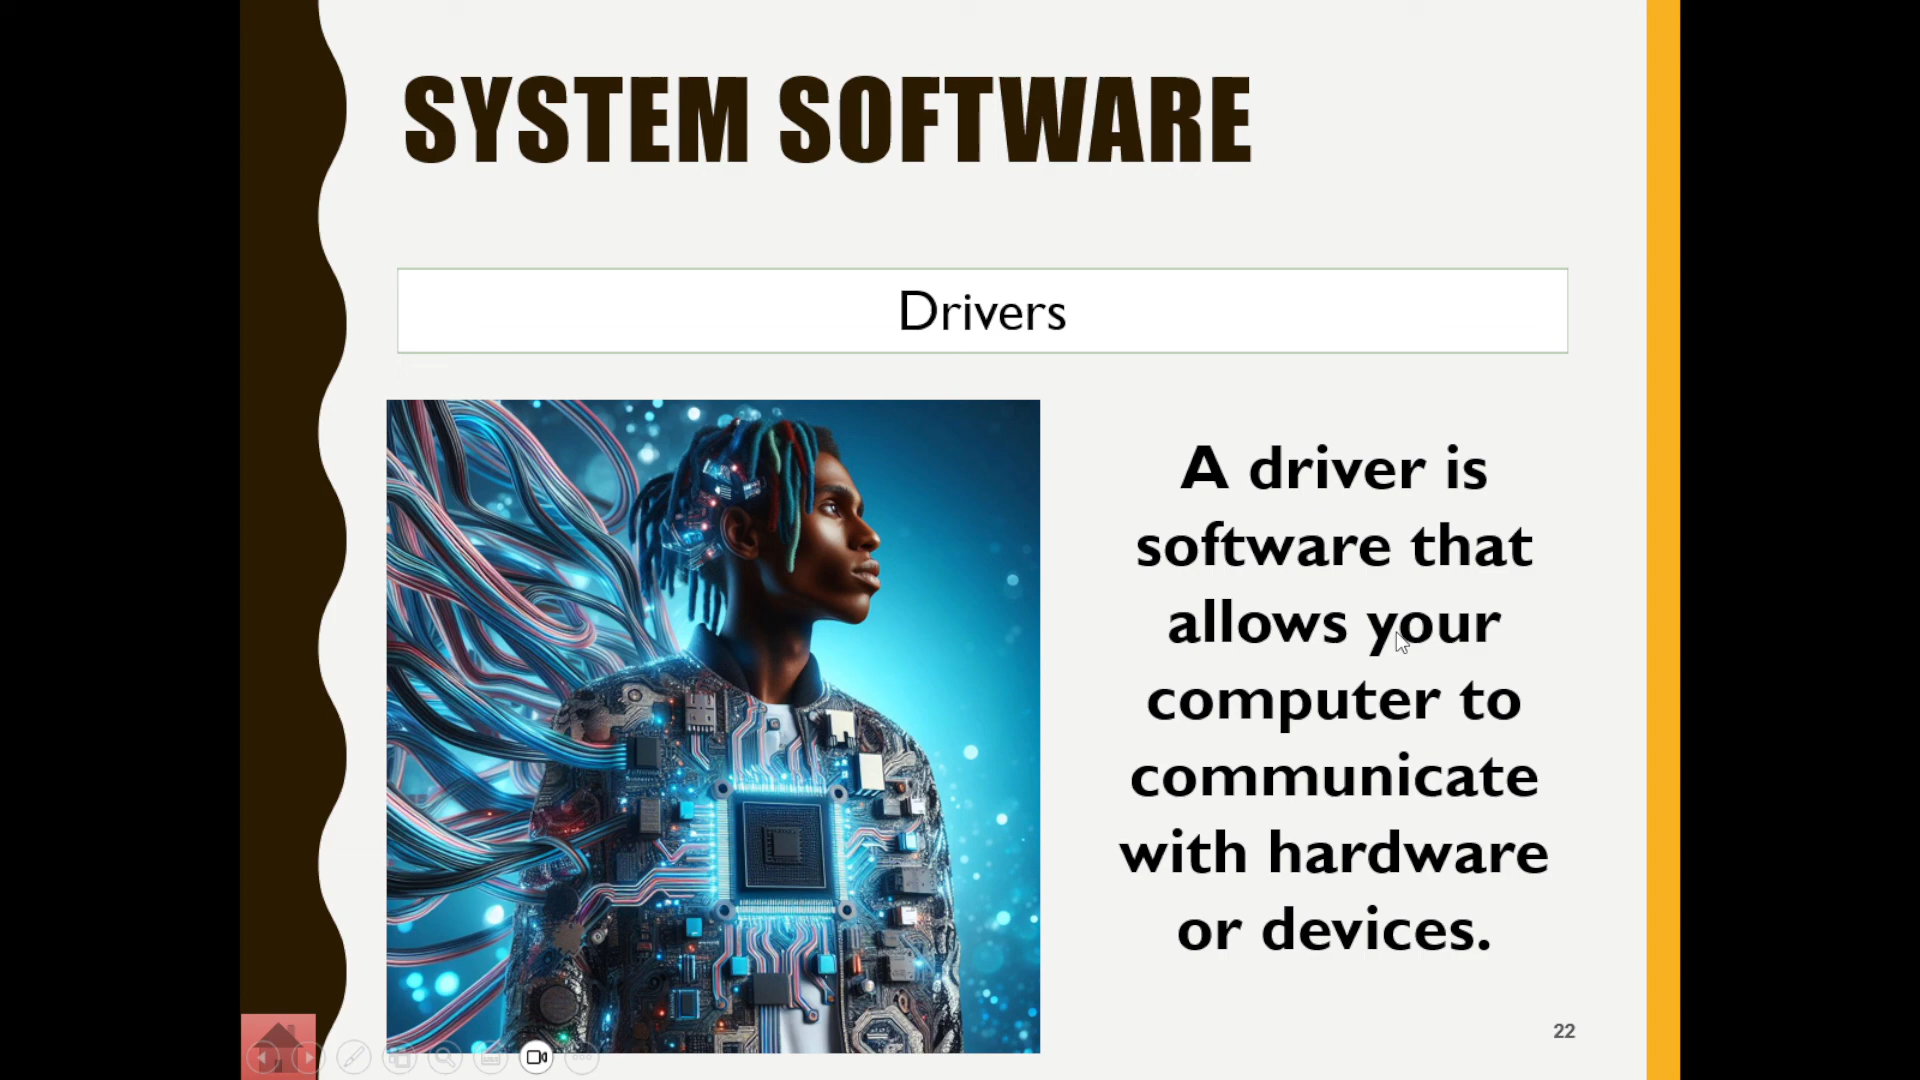 SYSTEM SOFTWARE
Drivers
A driver is
software that
allows your
computer to
communicate
with hardware
or devices.
22